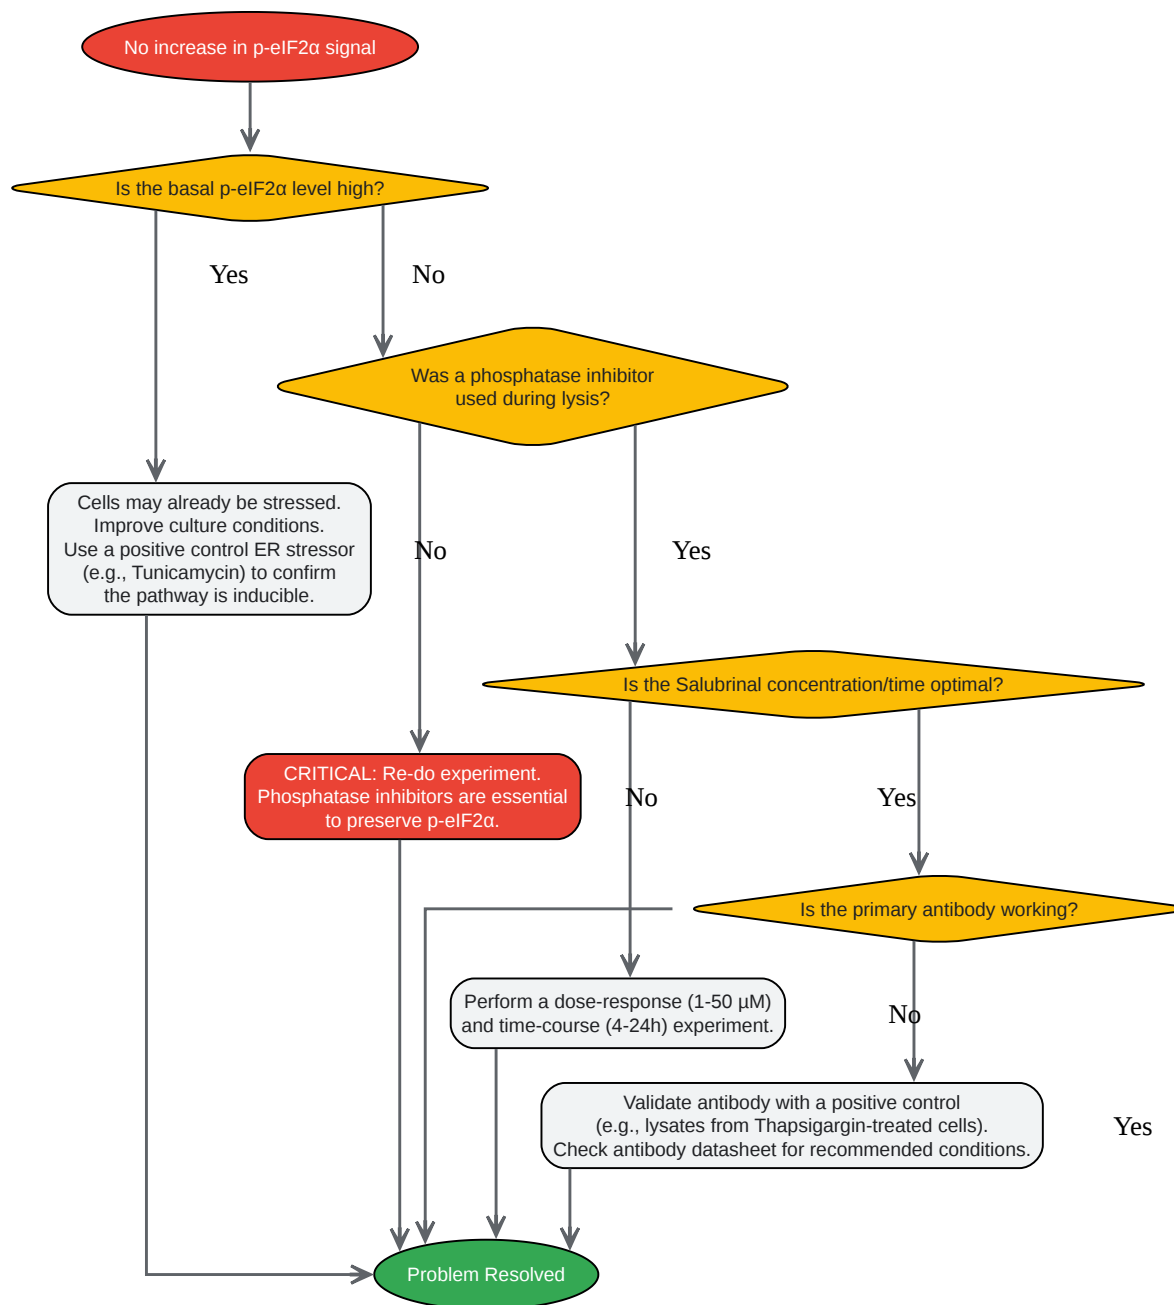 No increase in p-eIF2α signal
Is the basal p-eIF2α level high?
Yes
No
Was a phosphatase inhibitor
used during lysis?
Cells may already be stressed.
Improve culture conditions.
Use a positive control ER stressor
(e.g., Tunicamycin) to confirm
the pathway is inducible.
No
Yes
Is the Salubrinal concentration/time optimal?
CRITICAL: Re-do experiment.
Phosphatase inhibitors are essential
to preserve p-eIF2α.
No
Yes
Is the primary antibody working?
Perform a dose-response (1-50 µM)
and time-course (4-24h) experiment.
No
Validate antibody with a positive control
(e.g., lysates from Thapsigargin-treated cells).
Check antibody datasheet for recommended conditions.
Yes
Problem Resolved